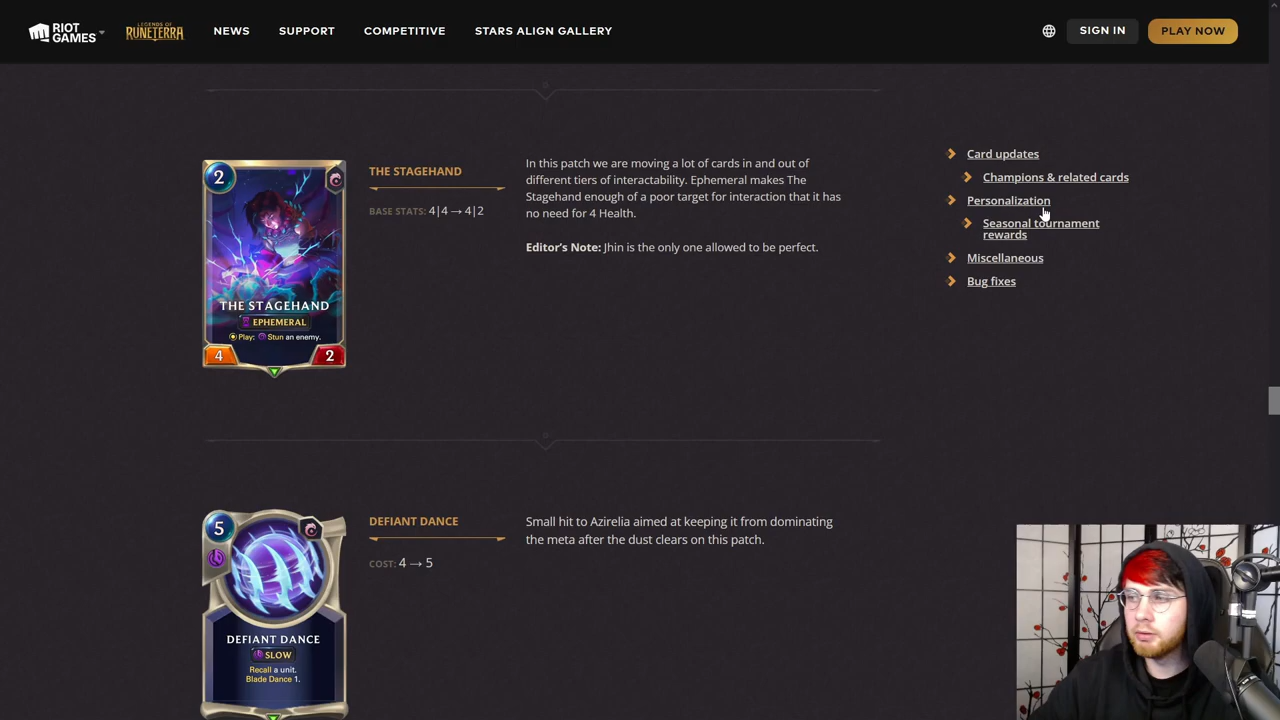 RIOT GAMES
LEGENDS OF RUNETERRA
NEWS
SUPPORT
COMPETITIVE
STARS ALIGN GALLERY
SIGN IN
PLAY NOW
2
THE STAGEHAND
EPHEMERAL
Play: Stun an enemy.
4
2
THE STAGEHAND
BASE STATS: 4|4 → 4|2
In this patch we are moving a lot of cards in and out of
different tiers of interactability. Ephemeral makes The
Stagehand enough of a poor target for interaction that it has
no need for 4 Health.
Editor's Note: Jhin is the only one allowed to be perfect.
Card updates
Champions & related cards
Personalization
Seasonal tournament
rewards
Miscellaneous
Bug fixes
5
DEFIANT DANCE
SLOW
Recall a unit.
Blade Dance 1.
DEFIANT DANCE
COST: 4 → 5
Small hit to Azirelia aimed at keeping it from dominating
the meta after the dust clears on this patch.